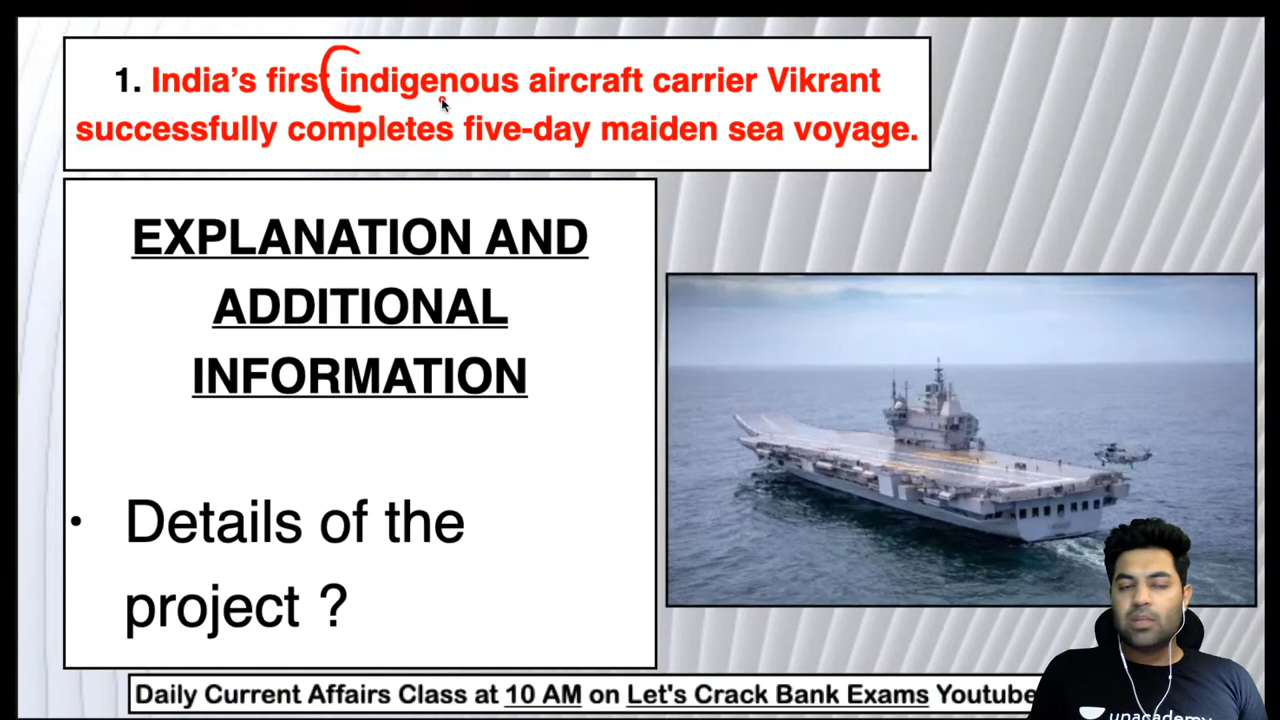 1. India’s first indigenous aircraft carrier Vikrant
successfully completes five-day maiden sea voyage.
EXPLANATION AND
ADDITIONAL
INFORMATION
• Details of the
project ?
Daily Current Affairs Class at 10 AM on Let's Crack Bank Exams Youtube
unacademy